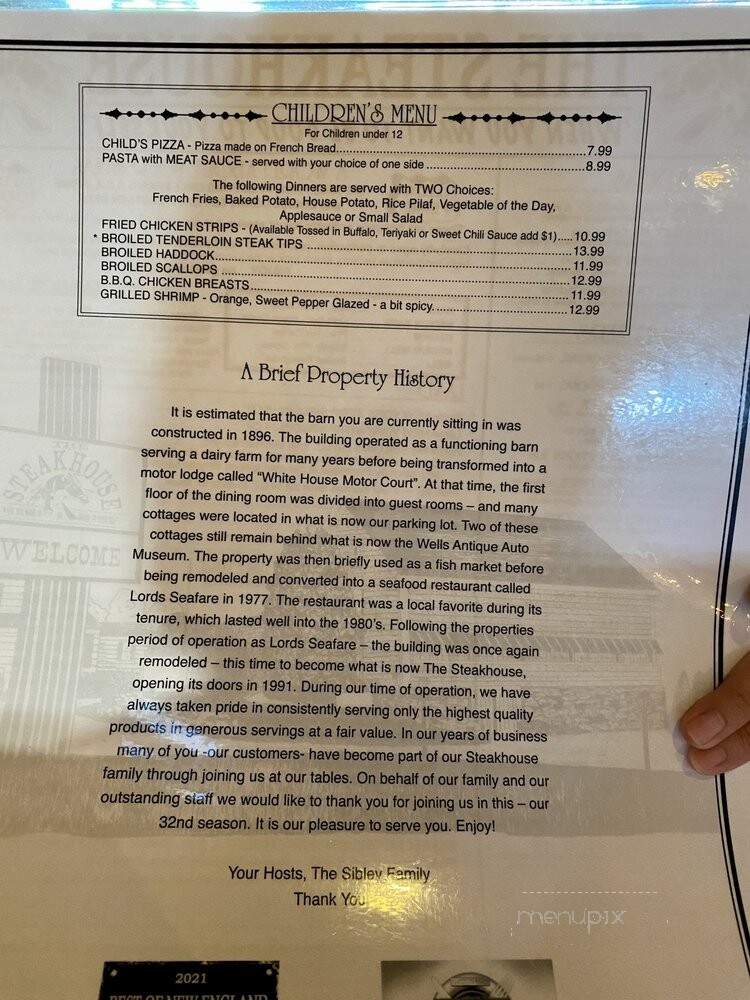 CHILDREN'S MENU
For Children under 12
CHILD'S PIZZA - Pizza made on French Bread..........7.99
PASTA with MEAT SAUCE - served with your choice of one side..........8.99
The following Dinners are served with TWO Choices:
French Fries, Baked Potato, House Potato, Rice Pilaf, Vegetable of the Day,
Applesauce or Small Salad
FRIED CHICKEN STRIPS - (Available Tossed in Buffalo, Teriyaki or Sweet Chili Sauce add $1).....10.99
* BROILED TENDERLOIN STEAK TIPS ..........13.99
BROILED HADDOCK..........11.99
BROILED SCALLOPS ..........12.99
B.B.Q. CHICKEN BREASTS..........11.99
GRILLED SHRIMP - Orange, Sweet Pepper Glazed - a bit spicy...........12.99
A Brief Property History
It is estimated that the barn you are currently sitting in was
constructed in 1896. The building operated as a functioning barn
serving a dairy farm for many years before being transformed into a
motor lodge called “White House Motor Court”. At that time, the first
floor of the dining room was divided into guest rooms – and many
cottages were located in what is now our parking lot. Two of these
cottages still remain behind what is now the Wells Antique Auto
Museum. The property was then briefly used as a fish market before
being remodeled and converted into a seafood restaurant called
Lords Seafare in 1977. The restaurant was a local favorite during its
tenure, which lasted well into the 1980's. Following the properties
period of operation as Lords Seafare – the building was once again
remodeled – this time to become what is now The Steakhouse,
opening its doors in 1991. During our time of operation, we have
always taken pride in consistently serving only the highest quality
products in generous servings at a fair value. In our years of business
many of you -our customers- have become part of our Steakhouse
family through joining us at our tables. On behalf of our family and our
outstanding staff we would like to thank you for joining us in this – our
32nd season. It is our pleasure to serve you. Enjoy!
Your Hosts, The Sibley Family
Thank You
STEAKHOUSE
WELCOME
menupix
2021
BEST OF NEW ENGLAND